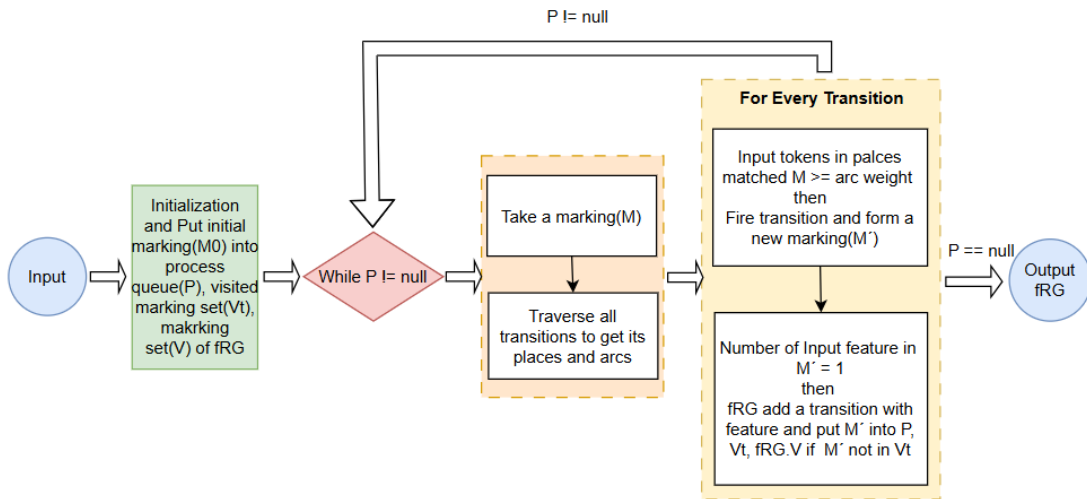 P != null
For Every Transition
Input tokens in palces
matched M >= arc weight
then
Fire transition and form a
new marking(M´)
Initialization
and Put initial
marking(M0) into
process
queue(P), visited
marking set(Vt),
makrking
set(V) of fRG
Take a marking(M)
Input
While P != null
P == null
Output
fRG
Traverse all
transitions to get its
places and arcs
Number of Input feature in
M´ = 1
then
fRG add a transition with
feature and put M´ into P,
Vt, fRG.V if M´ not in Vt